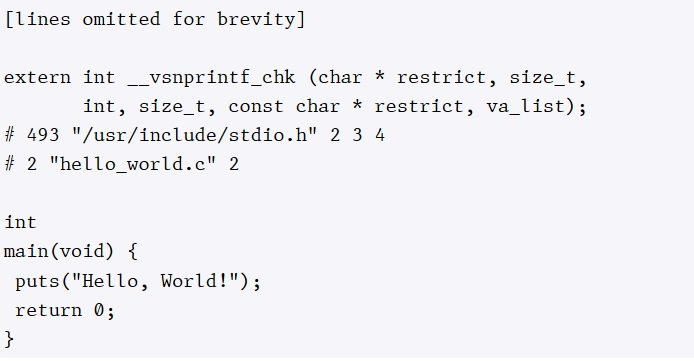 [lines omitted for brevity]

extern int __vsnprintf_chk (char * restrict, size_t,
       int, size_t, const char * restrict, va_list);
# 493 "/usr/include/stdio.h" 2 3 4
# 2 "hello_world.c" 2

int
main(void) {
 puts("Hello, World!");
 return 0;
}